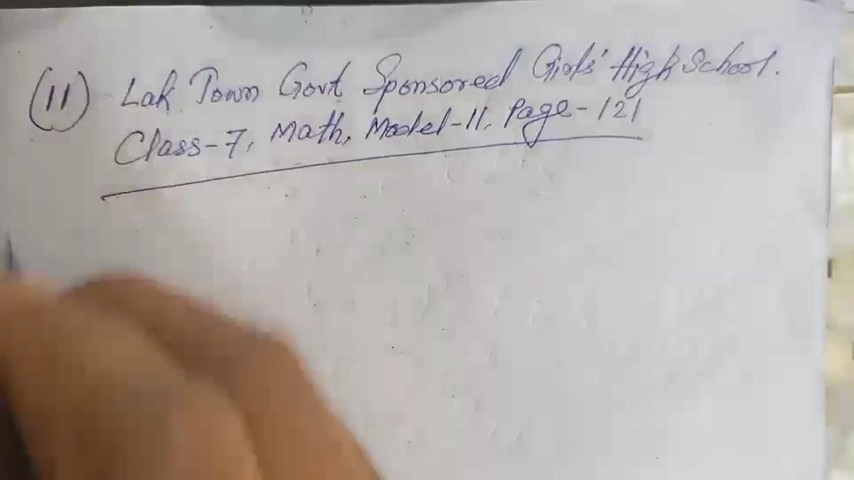 (11) Lak Town Govt Sponsored Girls' High School.
Class-7, Math, Model-11, Page-121